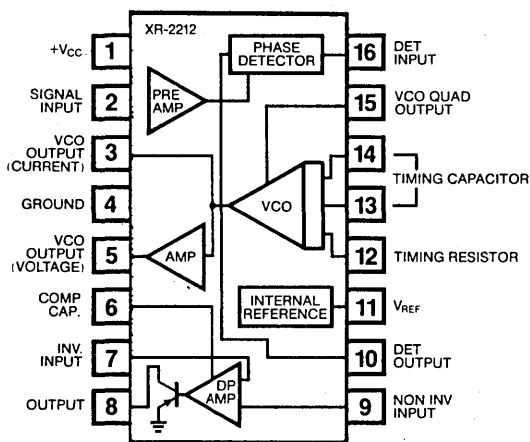 XR-2212
+VCC
1
SIGNAL
INPUT
2
VCO
OUTPUT
(CURRENT)
3
GROUND
4
VCO
OUTPUT
(VOLTAGE)
5
COMP
CAP.
6
INV.
INPUT
7
OUTPUT
8
PHASE
DETECTOR
PRE
AMP
VCO
AMP
INTERNAL
REFERENCE
DP
AMP
16
DET
INPUT
15
VCO QUAD
OUTPUT
14
TIMING CAPACITOR
13
12
TIMING RESISTOR
11
VREF
10
DET
OUTPUT
9
NON INV
INPUT